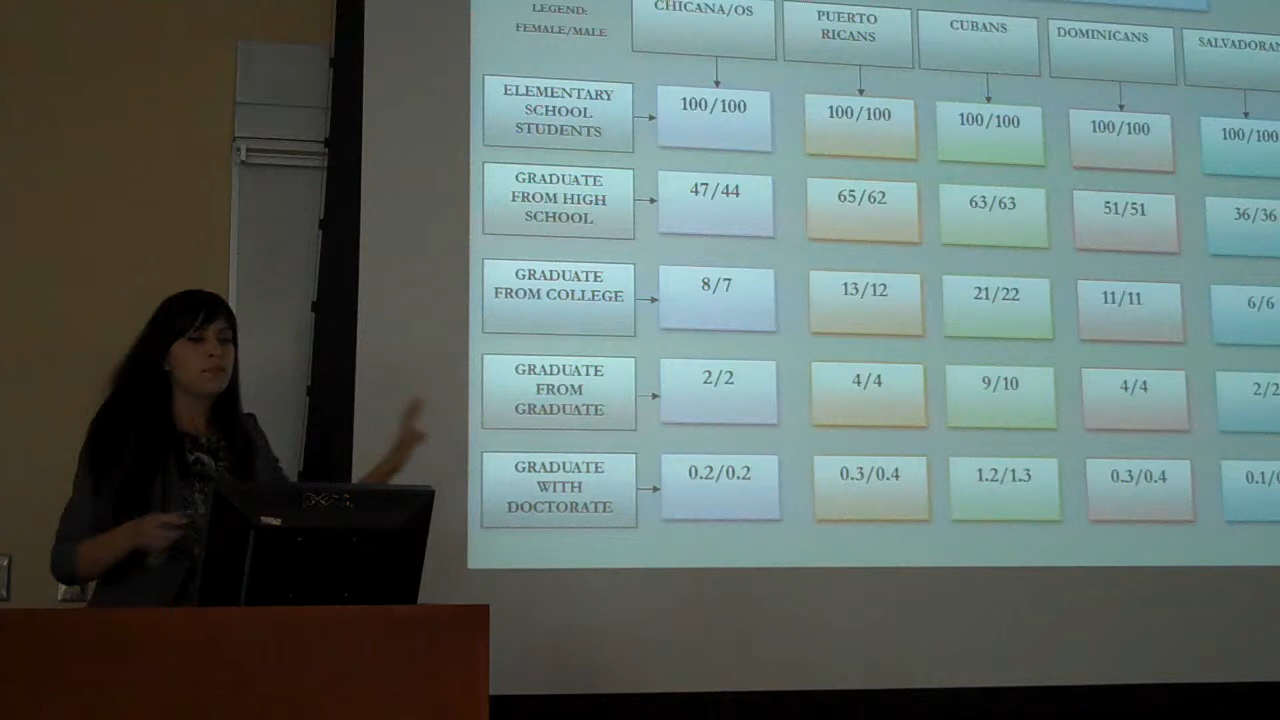 LEGEND:
FEMALE/MALE
CHICANA/OS
PUERTO
RICANS
CUBANS
DOMINICANS
ELEMENTARY
SCHOOL
STUDENTS
100/100
100/100
100/100
100/100
100/100
GRADUATE
FROM HIGH
SCHOOL
47/44
65/62
63/63
51/51
36/36
GRADUATE
FROM COLLEGE
8/7
13/12
21/22
11/11
6/6
GRADUATE
FROM
GRADUATE
2/2
4/4
9/10
4/4
2/2
GRADUATE
WITH
DOCTORATE
0.2/0.2
0.3/0.4
1.2/1.3
0.3/0.4
DELL